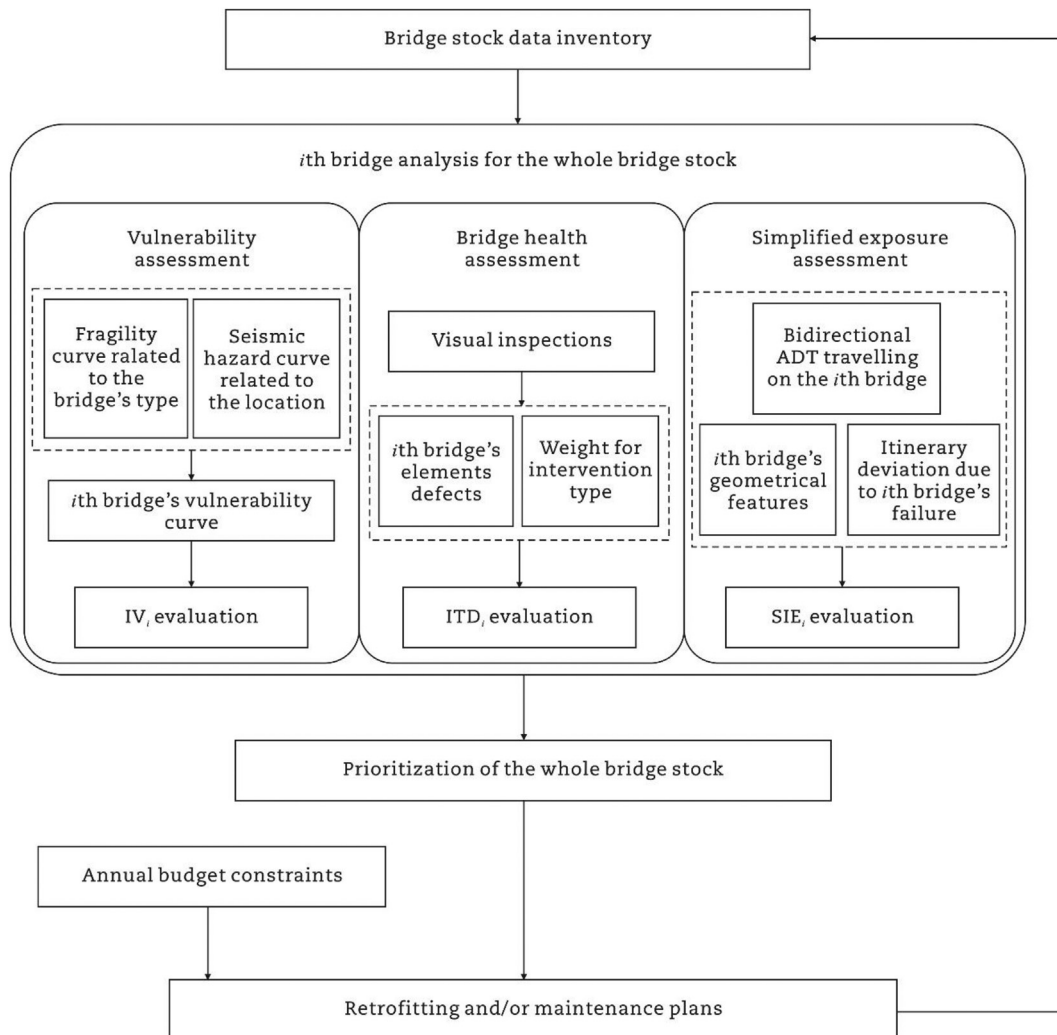 Bridge stock data inventory
ith bridge analysis for the whole bridge stock
Vulnerability
assessment
Fragility
curve ralated
to the
bridge's type
Seismic
hazard curve
related to
the location
ith bridge's vulnerability
curve
IVi evaluation
Bridge health
assessment
Visual inspections
ith bridge's
elements
defects
Weight for
intervention
type
ITDi evaluation
Simplified exposure
assessment
Bidirectional
ADT travelling
on the ith bridge
ith bridge's
geometrical
features
Itinerary
deviation due
to ith bridge's
failure
SIEi evaluation
Prioritization of the whole bridge stock
Annual budget constraints
Retrofitting and/or maintenance plans